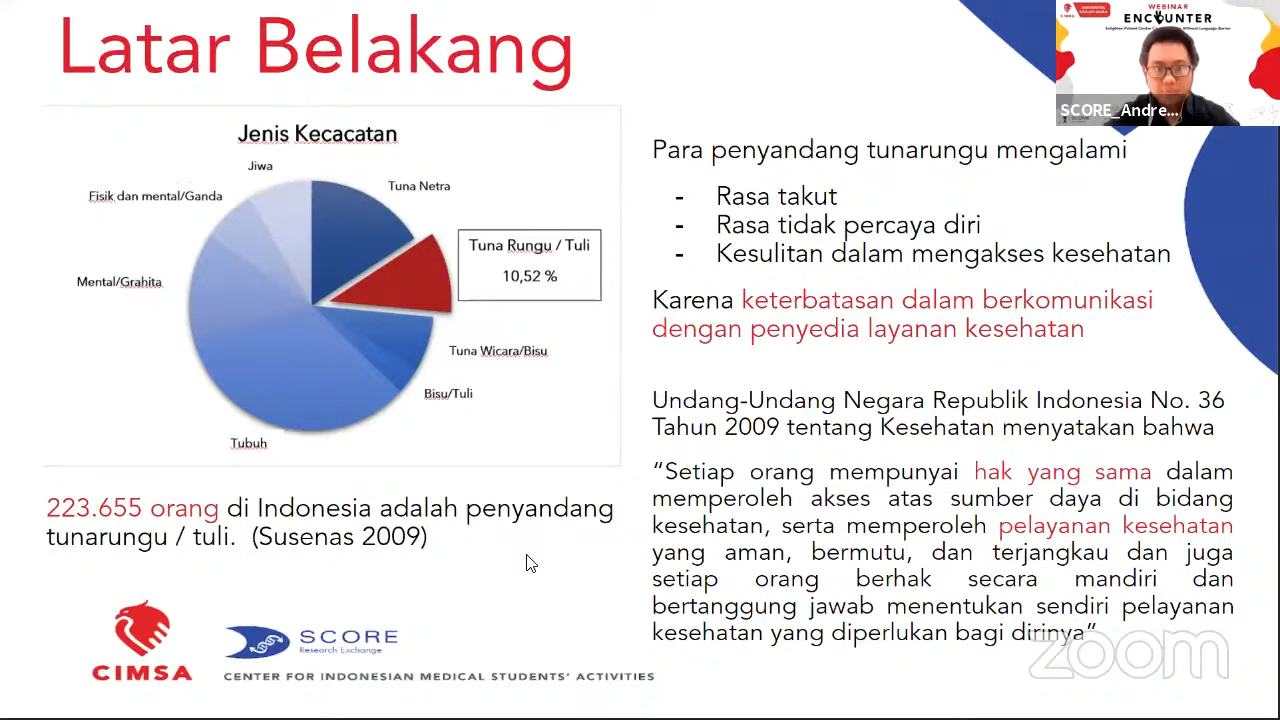 Latar Belakang
WEBINAR
ENCOUNTER
SCORE_Andre...
Jenis Kecacatan
Jiwa
Tuna Netra
Fisik dan mental/Ganda
Tuna Rungu / Tuli
10,52 %
Mental/Grahita
Tuna Wicara/Bisu
Bisu/Tuli
Tubuh
223.655 orang di Indonesia adalah penyandang
tunarungu / tuli. (Susenas 2009)
Para penyandang tunarungu mengalami
- Rasa takut
- Rasa tidak percaya diri
- Kesulitan dalam mengakses kesehatan
Karena keterbatasan dalam berkomunikasi
dengan penyedia layanan kesehatan
Undang-Undang Negara Republik Indonesia No. 36
Tahun 2009 tentang Kesehatan menyatakan bahwa
“Setiap orang mempunyai hak yang sama dalam
memperoleh akses atas sumber daya di bidang
kesehatan, serta memperoleh pelayanan kesehatan
yang aman, bermutu, dan terjangkau dan juga
setiap orang berhak secara mandiri dan
bertanggung jawab menentukan sendiri pelayanan
kesehatan yang diperlukan bagi dirinya”
zoom
CIMSA
SCORE
Research Exchange
CENTER FOR INDONESIAN MEDICAL STUDENTS' ACTIVITIES